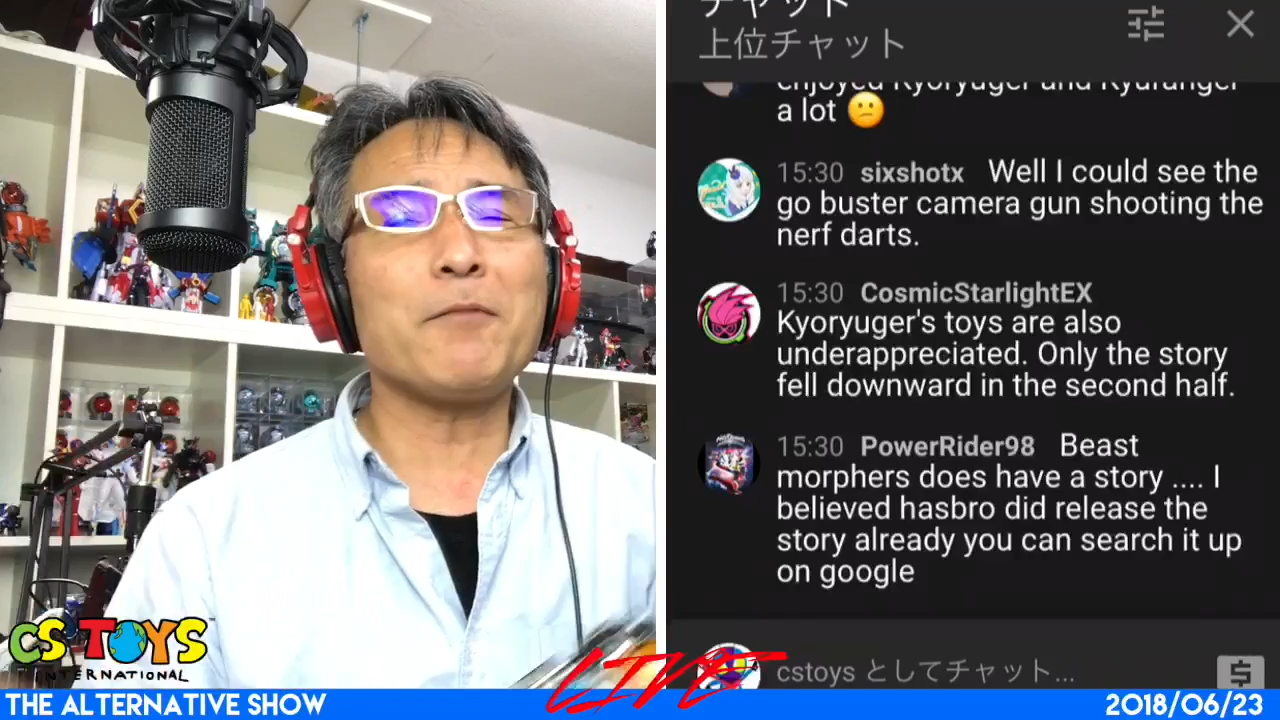 チャット
上位チャット
enjoyed Kyoryuger and Kyuranger
a lot
15:30 sixshotx Well I could see the
go buster camera gun shooting the
nerf darts.
15:30 CosmicStarlightEX
Kyoryuger's toys are also
underappreciated. Only the story
fell downward in the second half.
15:30 PowerRider98 Beast
morphers does have a story .... I
believed hasbro did release the
story already you can search it up
on google
cstoys としてチャット...
CS TOYS
INTERNATIONAL
LIVE
THE ALTERNATIVE SHOW
2018/06/23